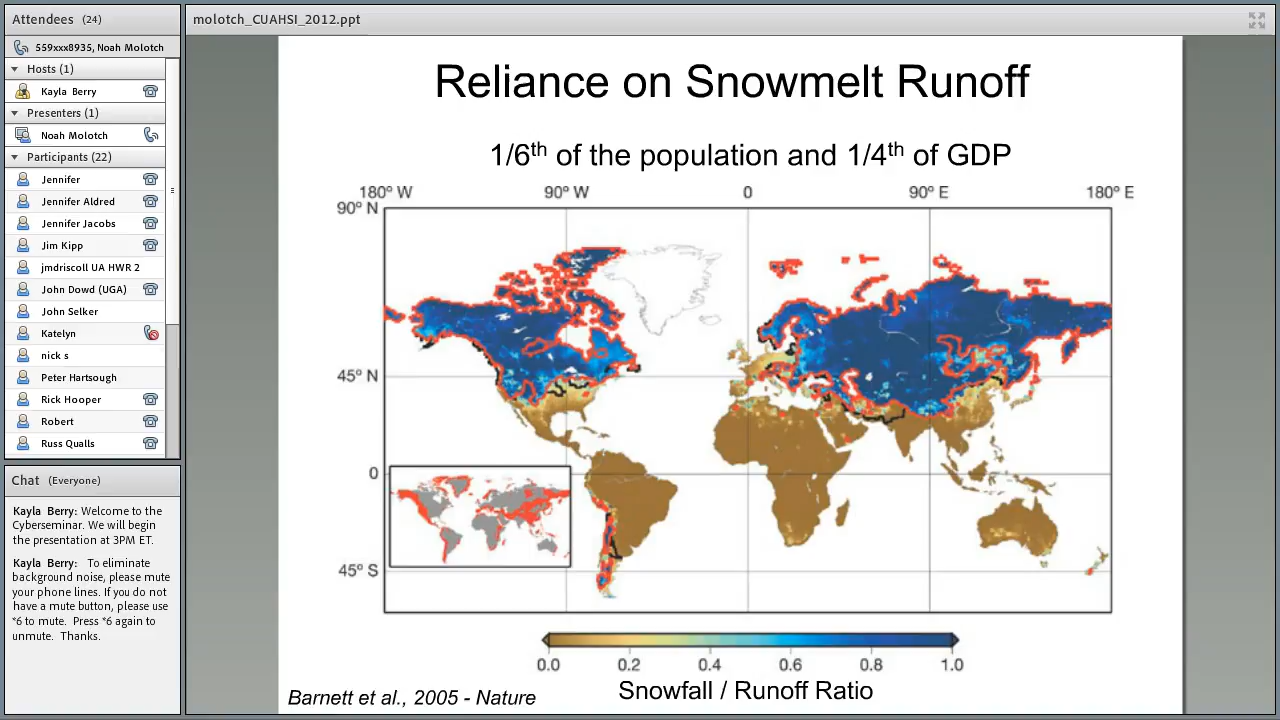 Attendees (24)
559xxx8935, Noah Molotch
Hosts (1)
Kayla Berry
Presenters (1)
Noah Molotch
Participants (22)
Jennifer
Jennifer Aldred
Jennifer Jacobs
Jim Kipp
jmdriscoll UA HWR 2
John Dowd (UGA)
John Selker
Katelyn
nick s
Peter Hartsough
Rick Hooper
Robert
Russ Qualls
Chat (Everyone)
Kayla Berry: Welcome to the
Cyberseminar. We will begin
the presentation at 3PM ET.
Kayla Berry: To eliminate
background noise, please mute
your phone lines. If you do not
have a mute button, please use
*6 to mute. Press *6 again to
unmute. Thanks.
molotch_CUAHSI_2012.ppt
Reliance on Snowmelt Runoff
1/6th of the population and 1/4th of GDP
180° W 90° W 0 90° E 180° E
90° N
45° N
0
45° S
0.0 0.2 0.4 0.6 0.8 1.0
Snowfall / Runoff Ratio
Barnett et al., 2005 - Nature